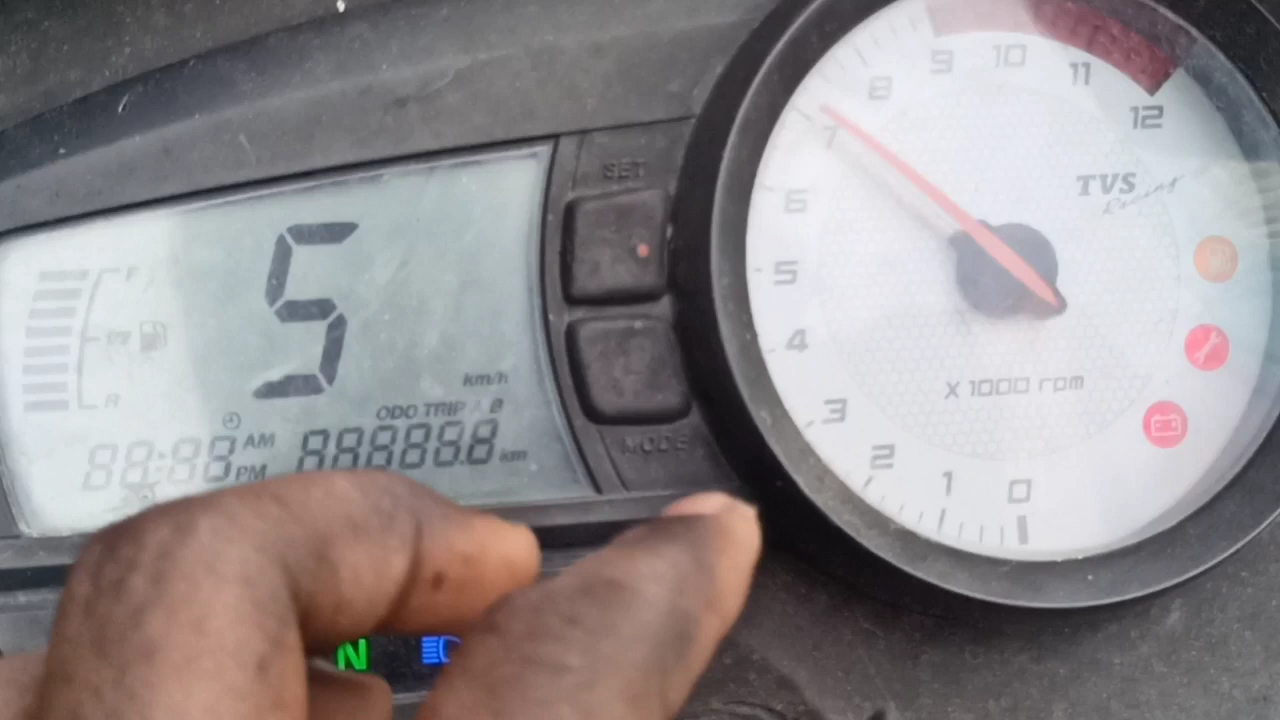 SET
MODE
F
R
5
km/h
ODO TRIP A B
88:88 AM
PM
88888.8 km
N
0
1
2
3
4
5
6
7
8
9
10
11
12
TVS
Racing
X 1000 rpm